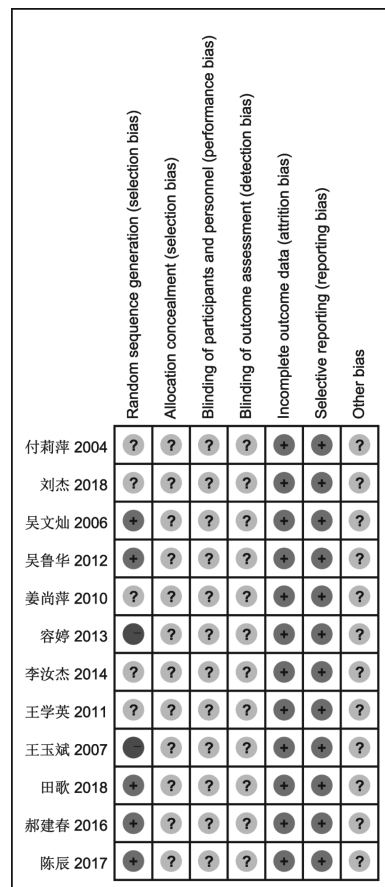 Random sequence generation (selection bias)
Allocation concealment (selection bias)
Blinding of participants and personnel (performance bias)
Blinding of outcome assessment (detection bias)
Incomplete outcome data (attrition bias)
Selective reporting (reporting bias)
Other bias
付莉萍 2004 ? ? ? ? + + ?
刘杰 2018 ? ? ? ? + + ?
吴文灿 2006 + ? ? ? + + ?
吴鲁华 2012 + ? ? ? + + ?
姜尚萍 2010 ? ? ? ? + + ?
容婷 2013 − ? ? ? + + ?
李汝杰 2014 ? ? ? ? + + ?
王学英 2011 ? ? ? ? + + ?
王玉斌 2007 − ? ? ? + + ?
田歌 2018 + ? ? ? + + ?
郝建春 2016 + ? ? ? + + ?
陈辰 2017 + ? ? ? + + ?